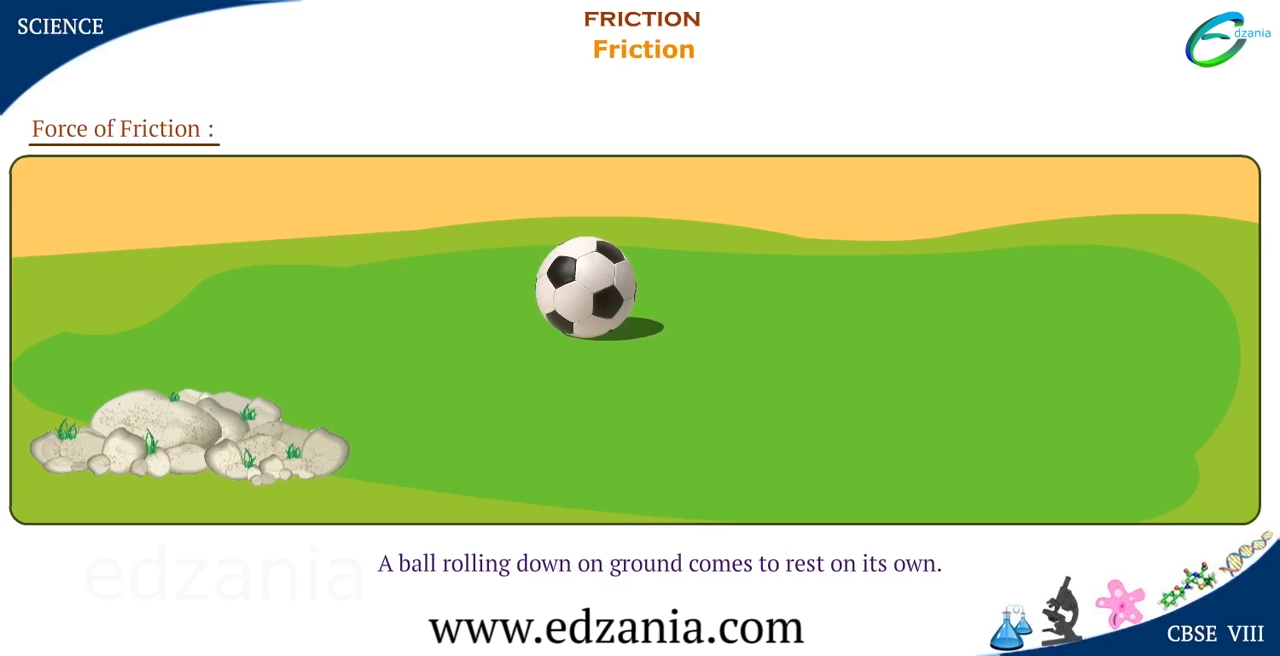 SCIENCE
FRICTION
Friction
dzania
Force of Friction :
A ball rolling down on ground comes to rest on its own.
edzania
www.edzania.com
CBSE VIII